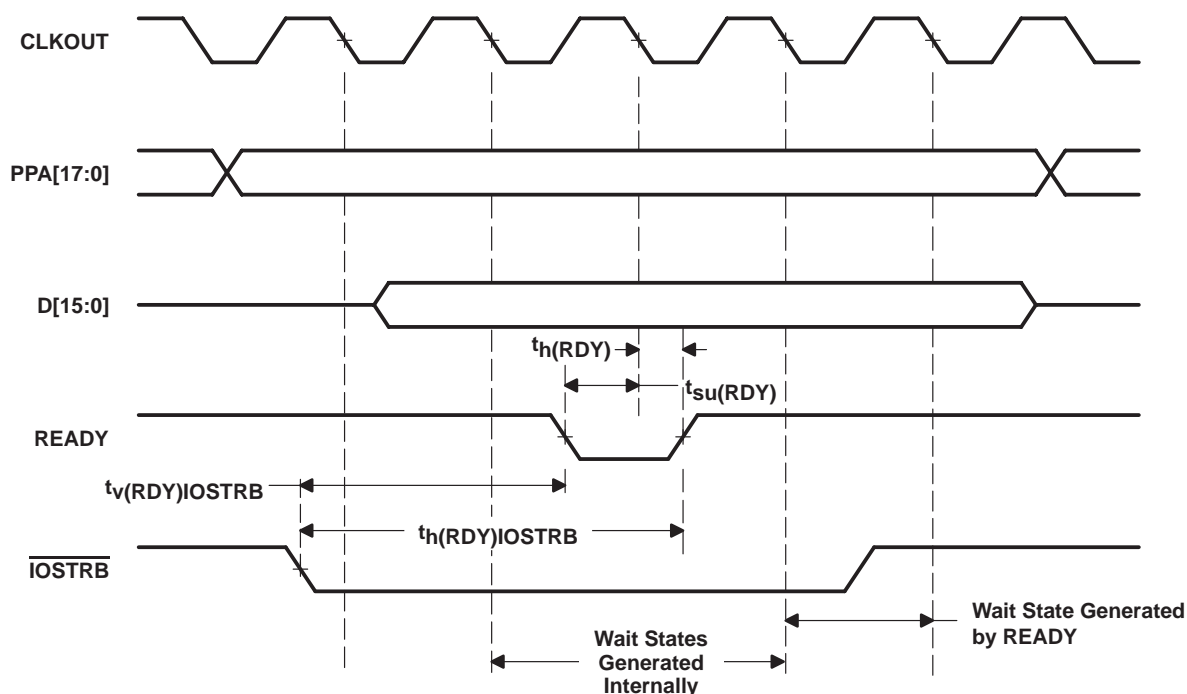 CLKOUT
PPA[17:0]
D[15:0]
th(RDY)
tsu(RDY)
READY
tv(RDY)IOSTRB
th(RDY)IOSTRB
IOSTRB
Wait State Generated
by READY
Wait States
Generated
Internally